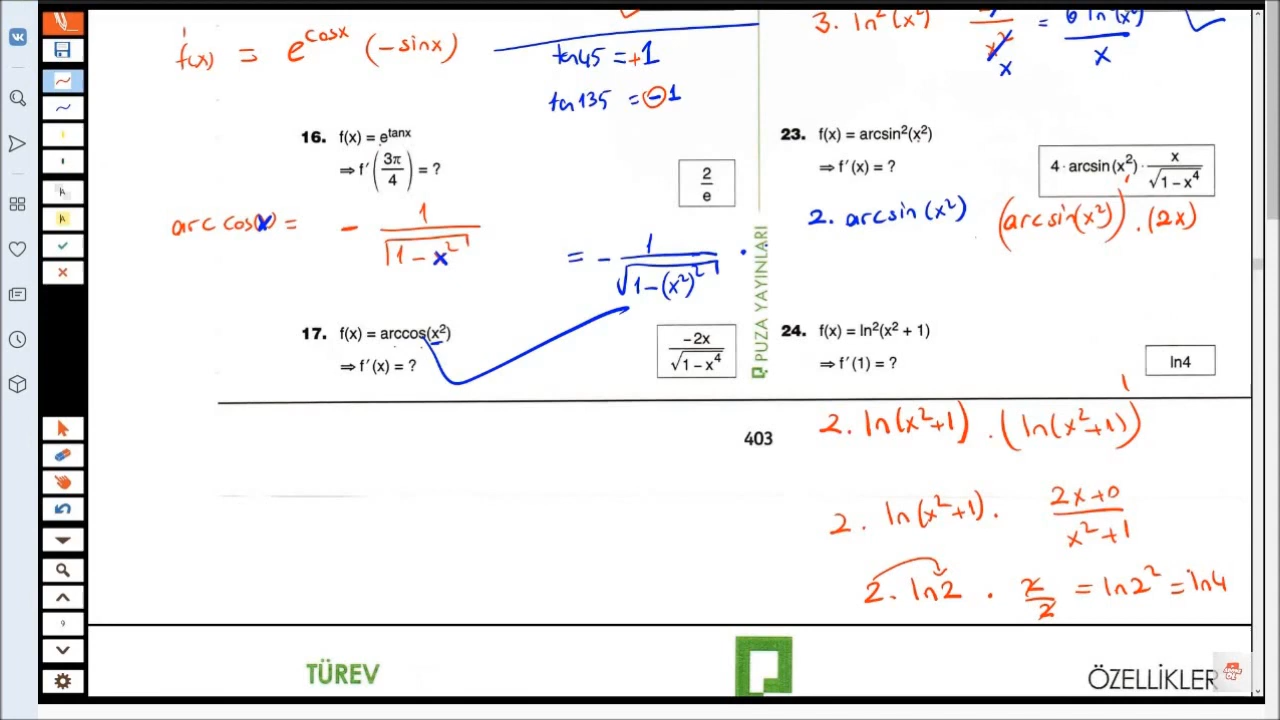 3. ln²(x²)
= 6 ln²(x²) / x
f'(x) = e^cosx (-sinx)
tan45 = +1
tan135 = -1
16. f(x) = e^tanx
⇒ f′(3π/4) = ?
2/e
arc cos(x) = - 1/√(1-x²)
= - 1/√(1-(x²)²) ·
17. f(x) = arccos(x²)
⇒ f′(x) = ?
-2x/√(1-x⁴)
PUZA YAYINLARI
23. f(x) = arcsin²(x²)
⇒ f′(x) = ?
4 · arcsin(x²) · x/√(1-x⁴)
2. arcsin(x²) (arcsin(x²))' . (2x)
24. f(x) = ln²(x² + 1)
⇒ f′(1) = ?
ln4
403
2. ln(x²+1) . (ln(x²+1))'
2. ln(x²+1) . (2x+0)/(x²+1)
2. ln2 . 2/2 = ln2² = ln4
TÜREV
ÖZELLİKLER